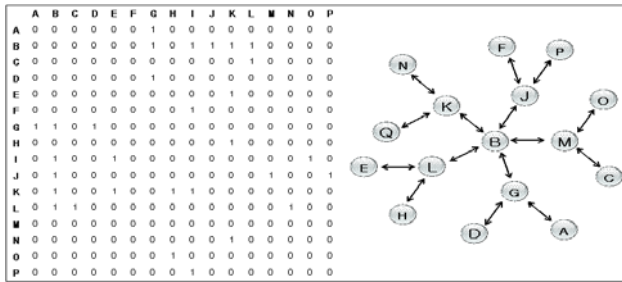 A B C D E F G H I J K L M N O P
A 0 0 0 0 0 0 1 0 0 0 0 0 0 0 0 0
B 0 0 0 0 0 0 1 0 1 1 1 1 0 0 0 0
C 0 0 0 0 0 0 0 0 0 0 0 1 0 0 0 0
D 0 0 0 0 0 0 1 0 0 0 0 0 0 0 0 0
E 0 0 0 0 0 0 0 0 0 0 1 0 0 0 0 0
F 0 0 0 0 0 0 0 0 1 0 0 0 0 0 0 0
G 1 1 0 1 0 0 0 0 0 0 0 0 0 0 0 0
H 0 0 0 0 0 0 0 0 0 0 1 0 0 0 0 0
I 0 1 0 0 1 0 0 0 0 0 0 0 0 0 1 0
J 0 1 0 0 0 0 0 0 0 0 0 0 1 0 0 1
K 0 1 0 0 1 0 0 1 1 0 0 0 0 0 0 0
L 0 1 1 0 0 0 0 0 0 0 0 0 0 1 0 0
M 0 0 0 0 0 0 0 0 0 0 0 0 0 0 0 0
N 0 0 0 0 0 0 0 0 0 0 1 0 0 0 0 0
O 0 0 0 0 0 0 0 1 0 0 0 0 0 0 0 0
P 0 0 0 0 0 0 0 0 1 0 0 0 0 0 0 0
F P
N
J O
K
Q B M
E L
C
G
H
D A